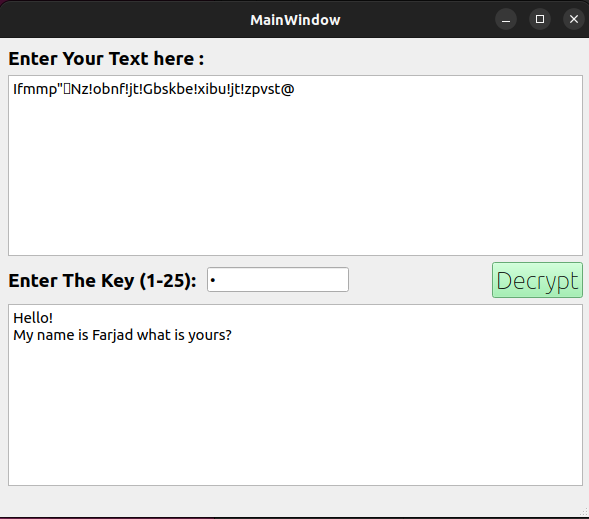 MainWindow
Enter Your Text here :
Ifmmp"▯Nz!obnf!jt!Gbskbe!xibu!jt!zpvst@
Enter The Key (1-25): •
Decrypt
Hello!
My name is Farjad what is yours?